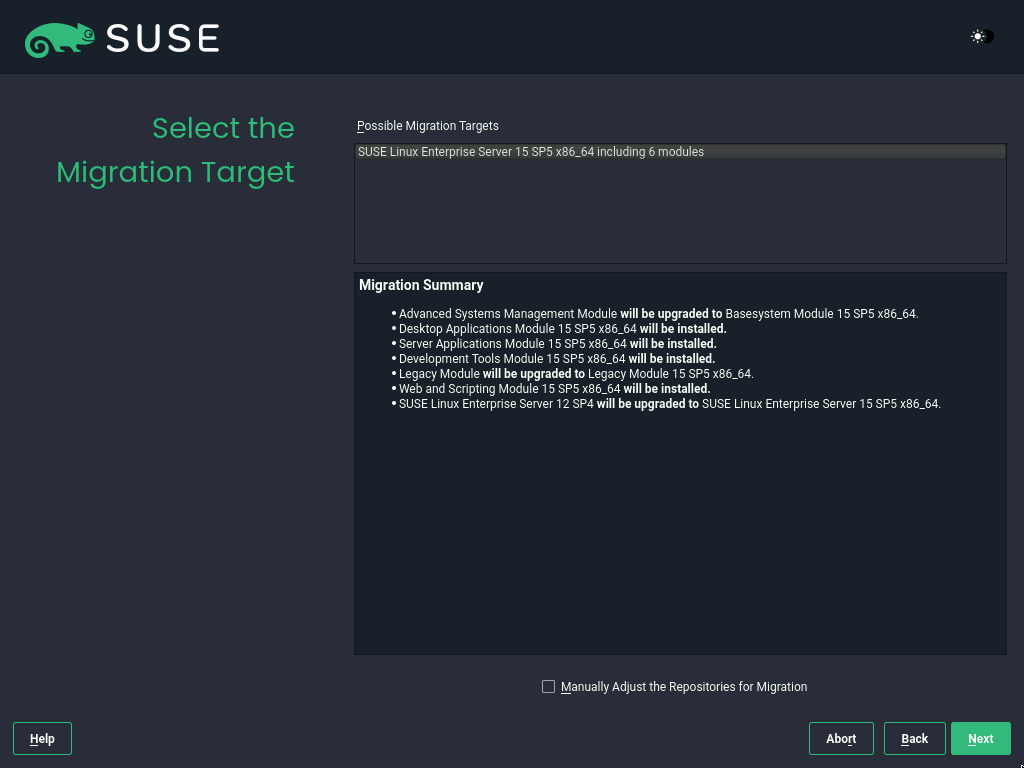 SUSE
Select the
Migration Target
Possible Migration Targets
SUSE Linux Enterprise Server 15 SP5 x86_64 including 6 modules
Migration Summary
• Advanced Systems Management Module will be upgraded to Basesystem Module 15 SP5 x86_64.
• Desktop Applications Module 15 SP5 x86_64 will be installed.
• Server Applications Module 15 SP5 x86_64 will be installed.
• Development Tools Module 15 SP5 x86_64 will be installed.
• Legacy Module will be upgraded to Legacy Module 15 SP5 x86_64.
• Web and Scripting Module 15 SP5 x86_64 will be installed.
• SUSE Linux Enterprise Server 12 SP4 will be upgraded to SUSE Linux Enterprise Server 15 SP5 x86_64.
Manually Adjust the Repositories for Migration
Help
Abort
Back
Next